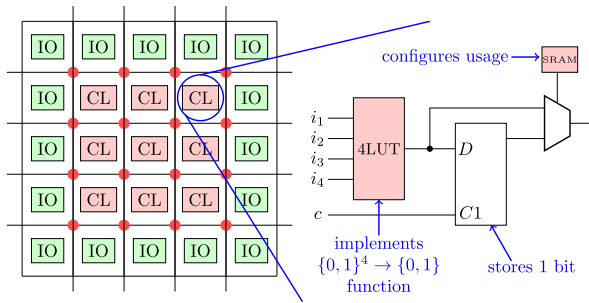 IO IO IO IO IO
IO CL CL CL IO
IO CL CL CL IO
IO CL CL CL IO
IO IO IO IO IO
configures usage
SRAM
i₁
i₂
i₃
i₄
4LUT
D
c
C1
implements
{0, 1}⁴ → {0, 1}
function
stores 1 bit